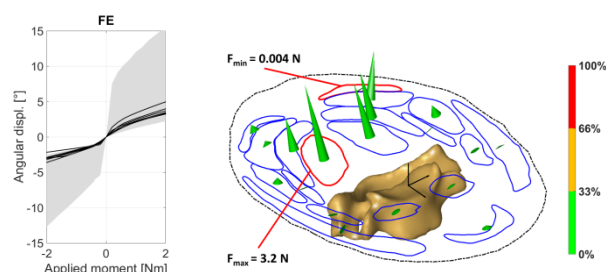 FE
Angular displ. [°]
15
10
5
0
-5
-10
-15
-2
0
2
Applied moment [Nm]
Fmin = 0.004 N
Fmax = 3.2 N
100%
66%
33%
0%